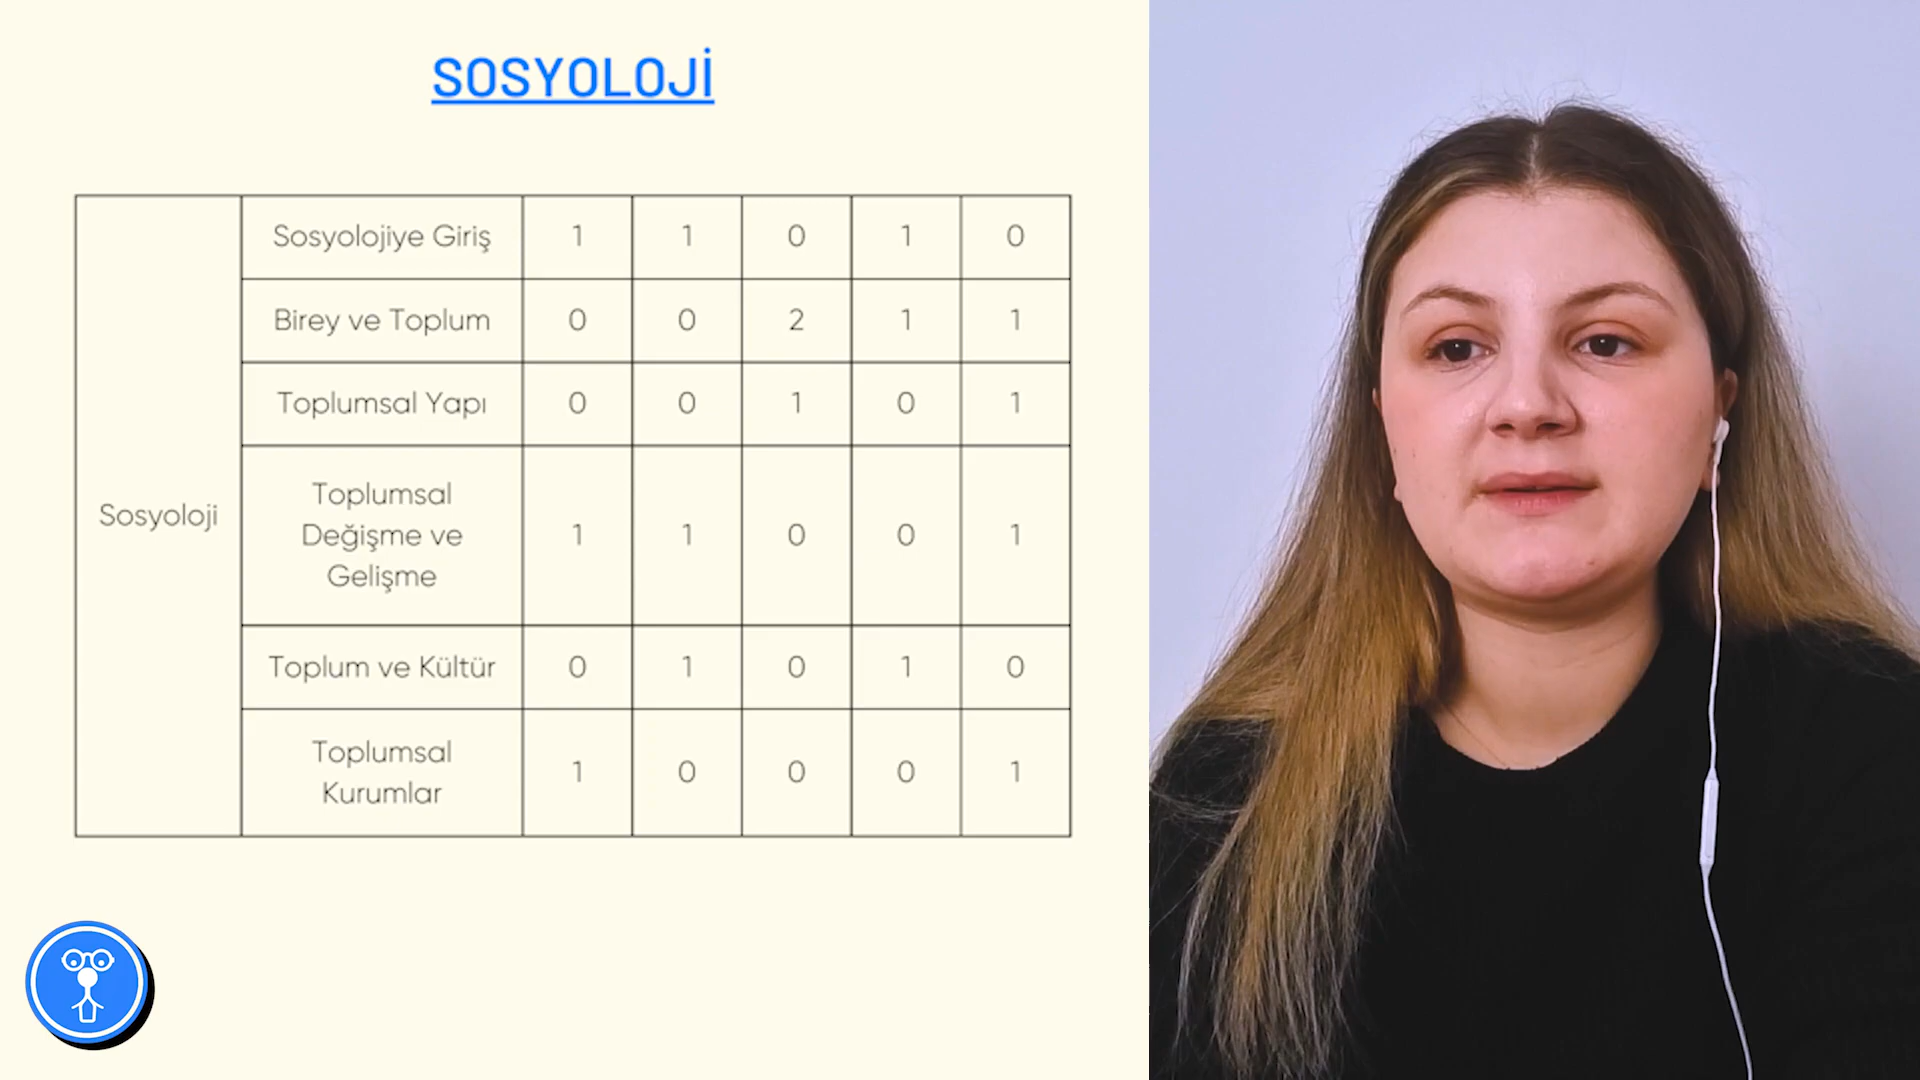 SOSYOLOJİ
Sosyoloji
Sosyolojiye Giriş 1 1 0 1 0
Birey ve Toplum 0 0 2 1 1
Toplumsal Yapı 0 0 1 0 1
Toplumsal
Değişme ve
Gelişme
1 1 0 0 1
Toplum ve Kültür 0 1 0 1 0
Toplumsal
Kurumlar
1 0 0 0 1